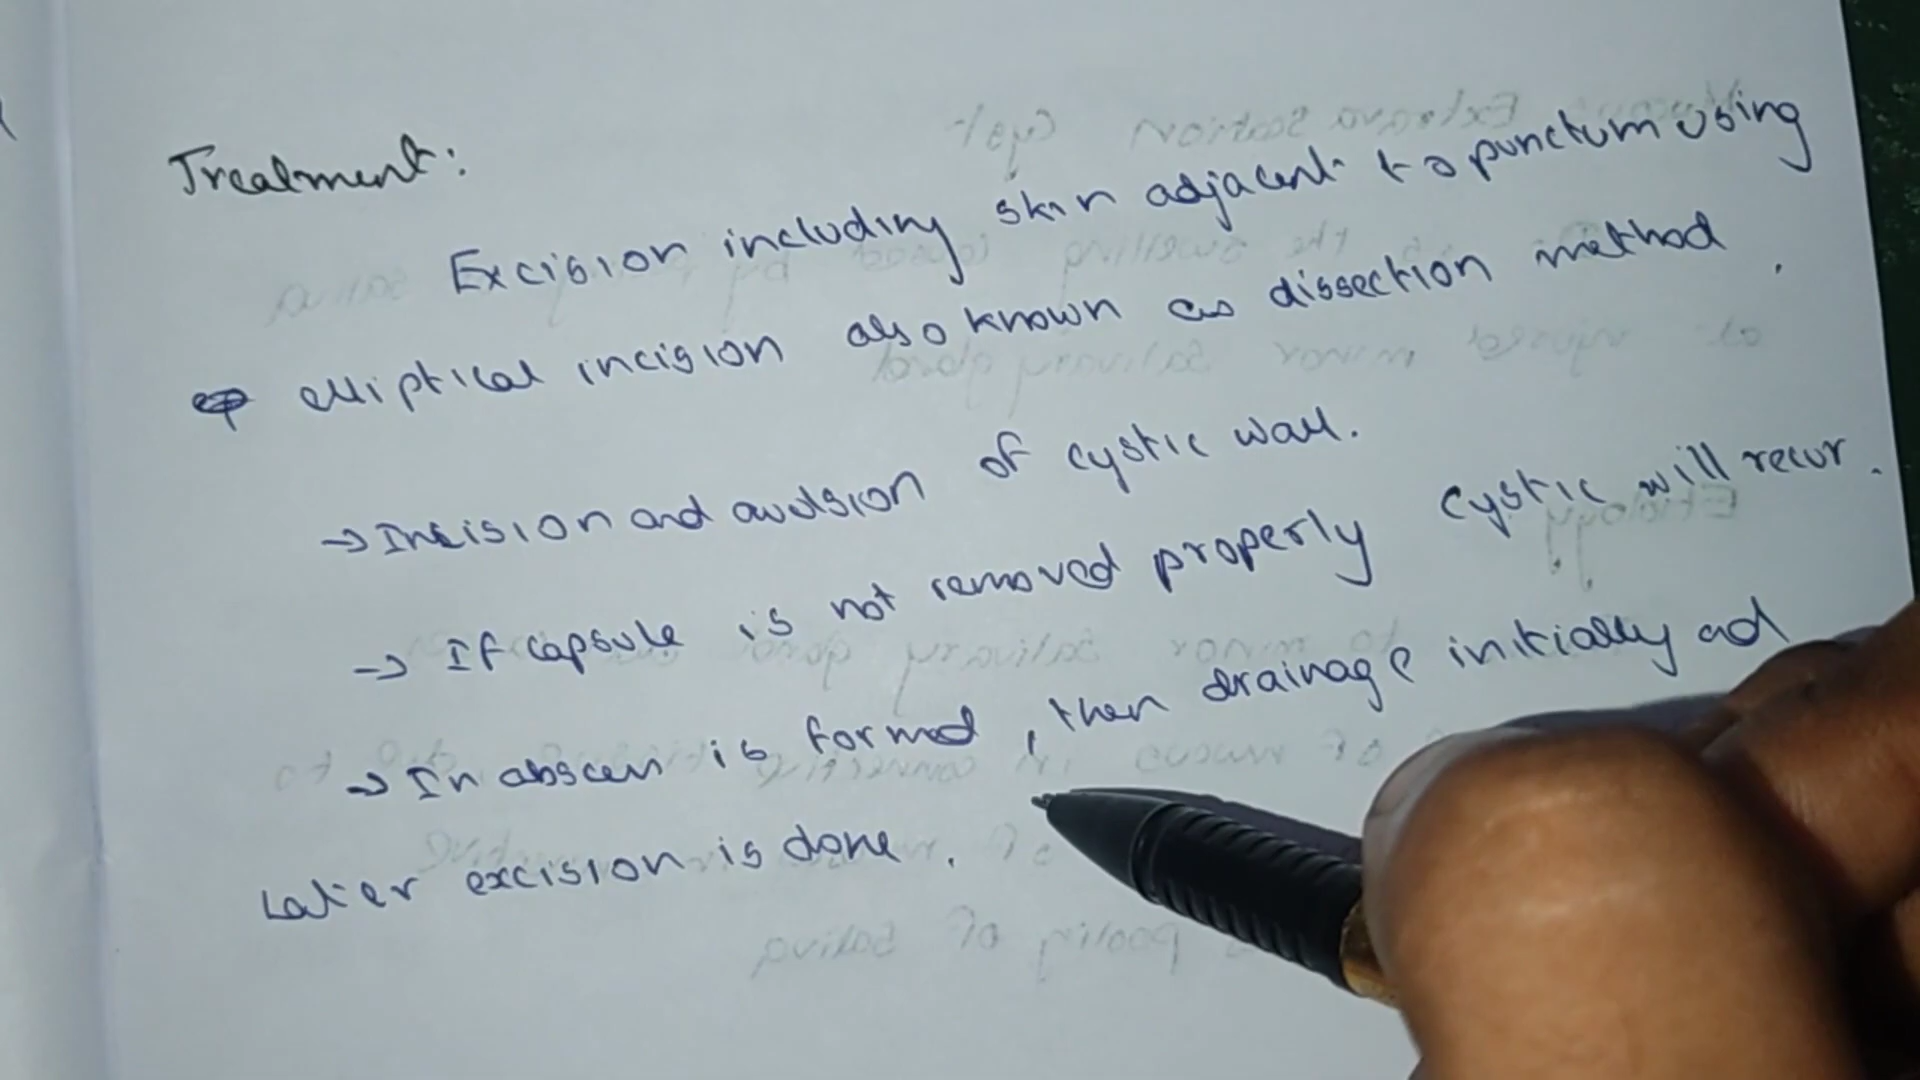 Treatment:
Excision including skin adjacent to punctum using
elliptical incision also known as dissection method.
→ Incision and avulsion of cystic wall.
→ If capsule is not removed properly cystic will recur.
→ In abscess is formed, then drainage initially ad
Later excision is done.